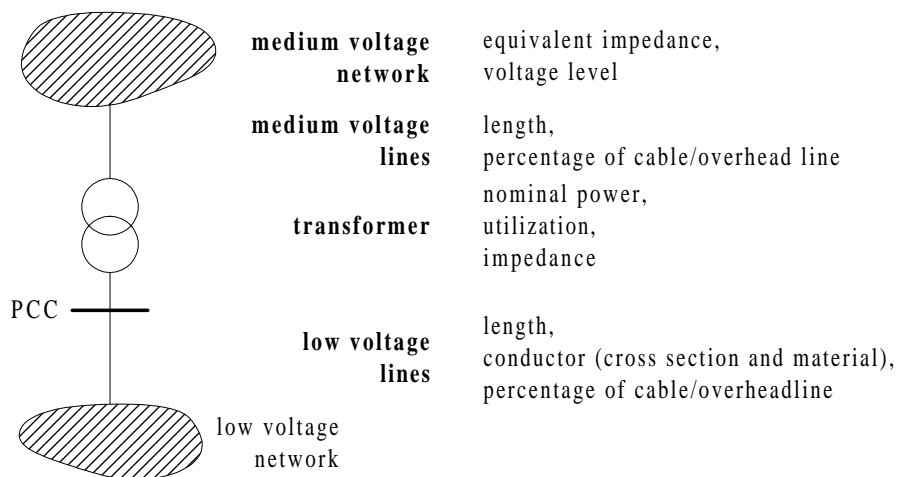 medium voltage network
equivalent impedance,
voltage level
medium voltage lines
length,
percentage of cable/overhead line
transformer
nominal power,
utilization,
impedance
PCC
low voltage lines
length,
conductor (cross section and material),
percentage of cable/overheadline
low voltage
network